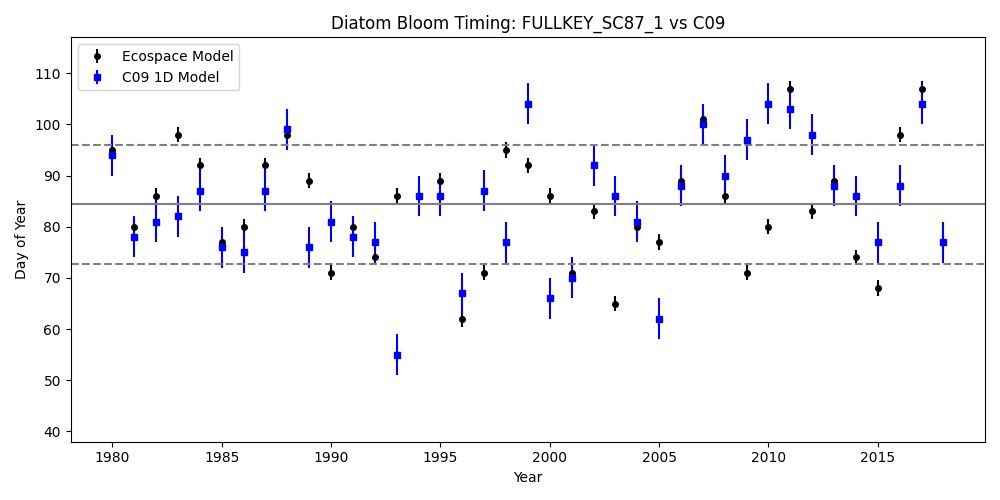 Diatom Bloom Timing: FULLKEY_SC87_1 vs C09
Ecospace Model
C09 1D Model
110
100
90
80
70
60
50
40
Day of Year
1980 1985 1990 1995 2000 2005 2010 2015
Year